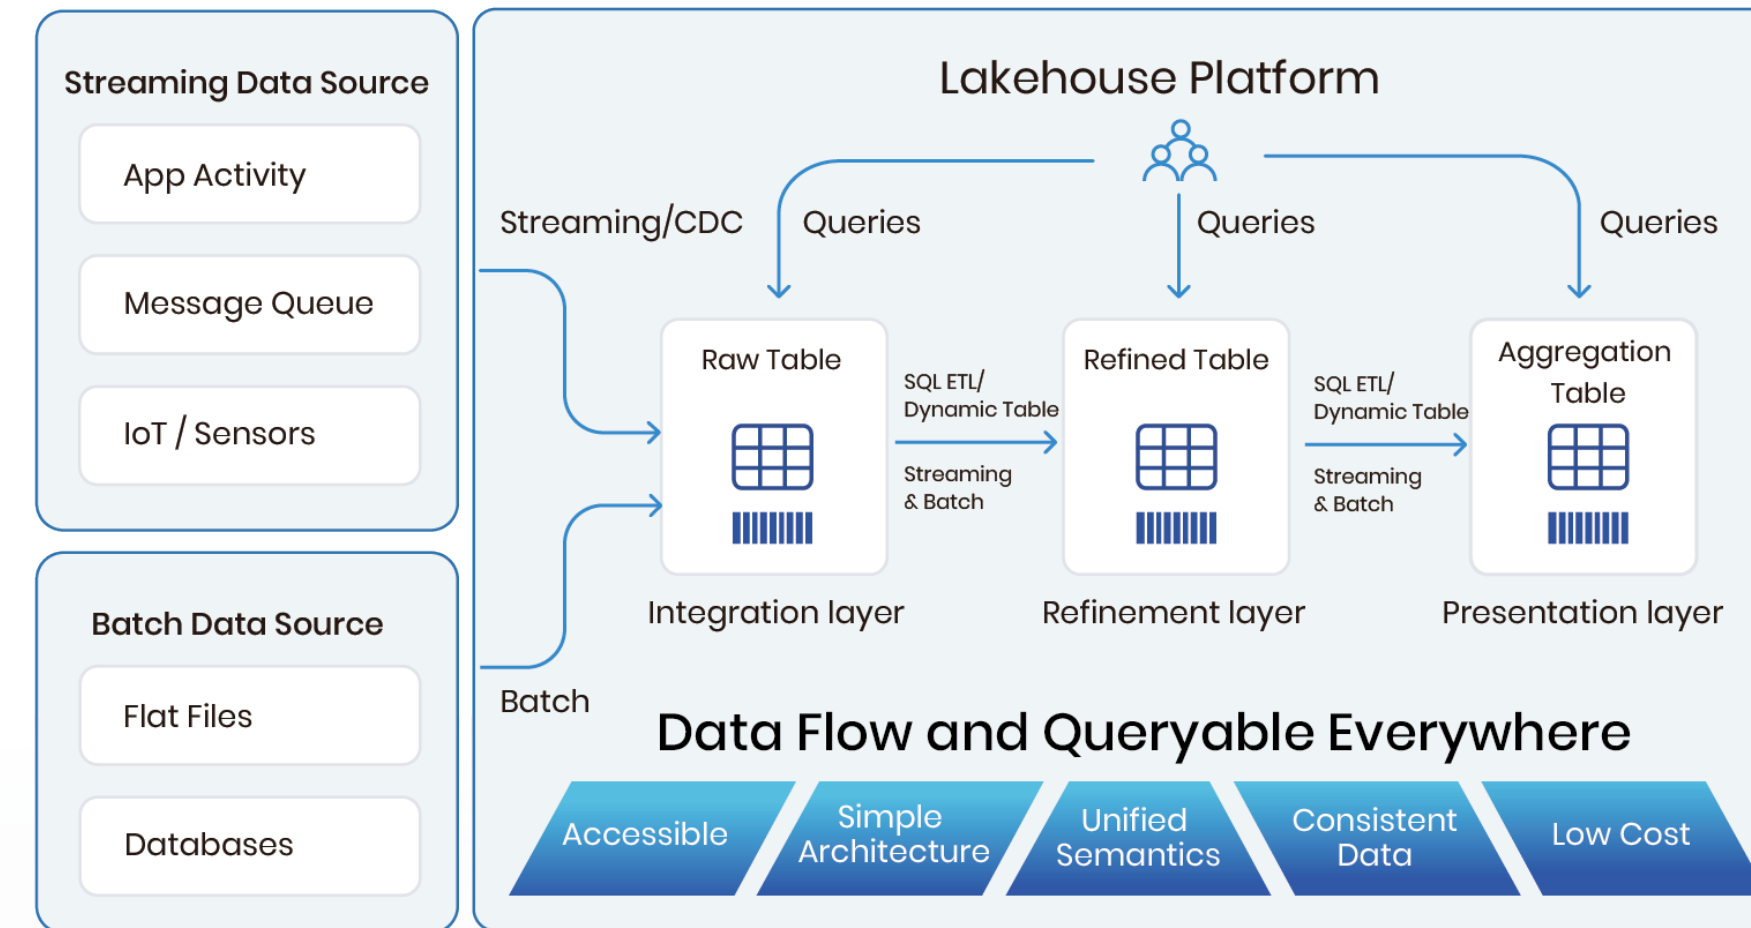 Streaming Data Source
App Activity
Message Queue
IoT / Sensors
Batch Data Source
Flat Files
Databases
Lakehouse Platform
Streaming/CDC
Queries
Queries
Queries
Raw Table
SQL ETL/
Dynamic Table
Streaming
& Batch
Refined Table
SQL ETL/
Dynamic Table
Streaming
& Batch
Aggregation
Table
Integration layer
Refinement layer
Presentation layer
Batch
Data Flow and Queryable Everywhere
Accessible
Simple
Architecture
Unified
Semantics
Consistent
Data
Low Cost